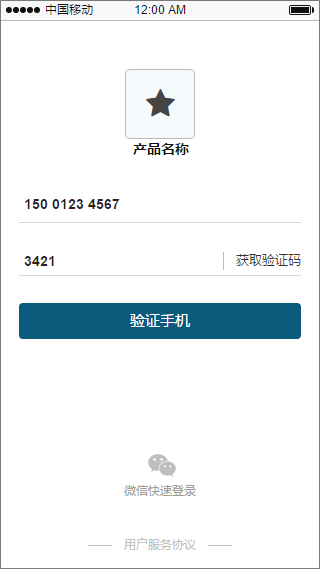 中国移动 12:00 AM
产品名称
150 0123 4567
3421 获取验证码
验证手机
微信快速登录
用户服务协议